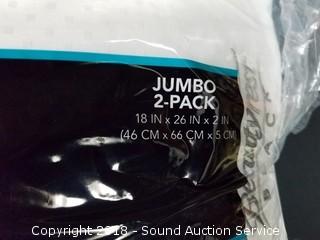 JUMBO
2-PACK
18 IN x 26 IN x 2 IN
(46 CM x 66 CM x 5 CM)
Copyright 2018 - Sound Auction Service